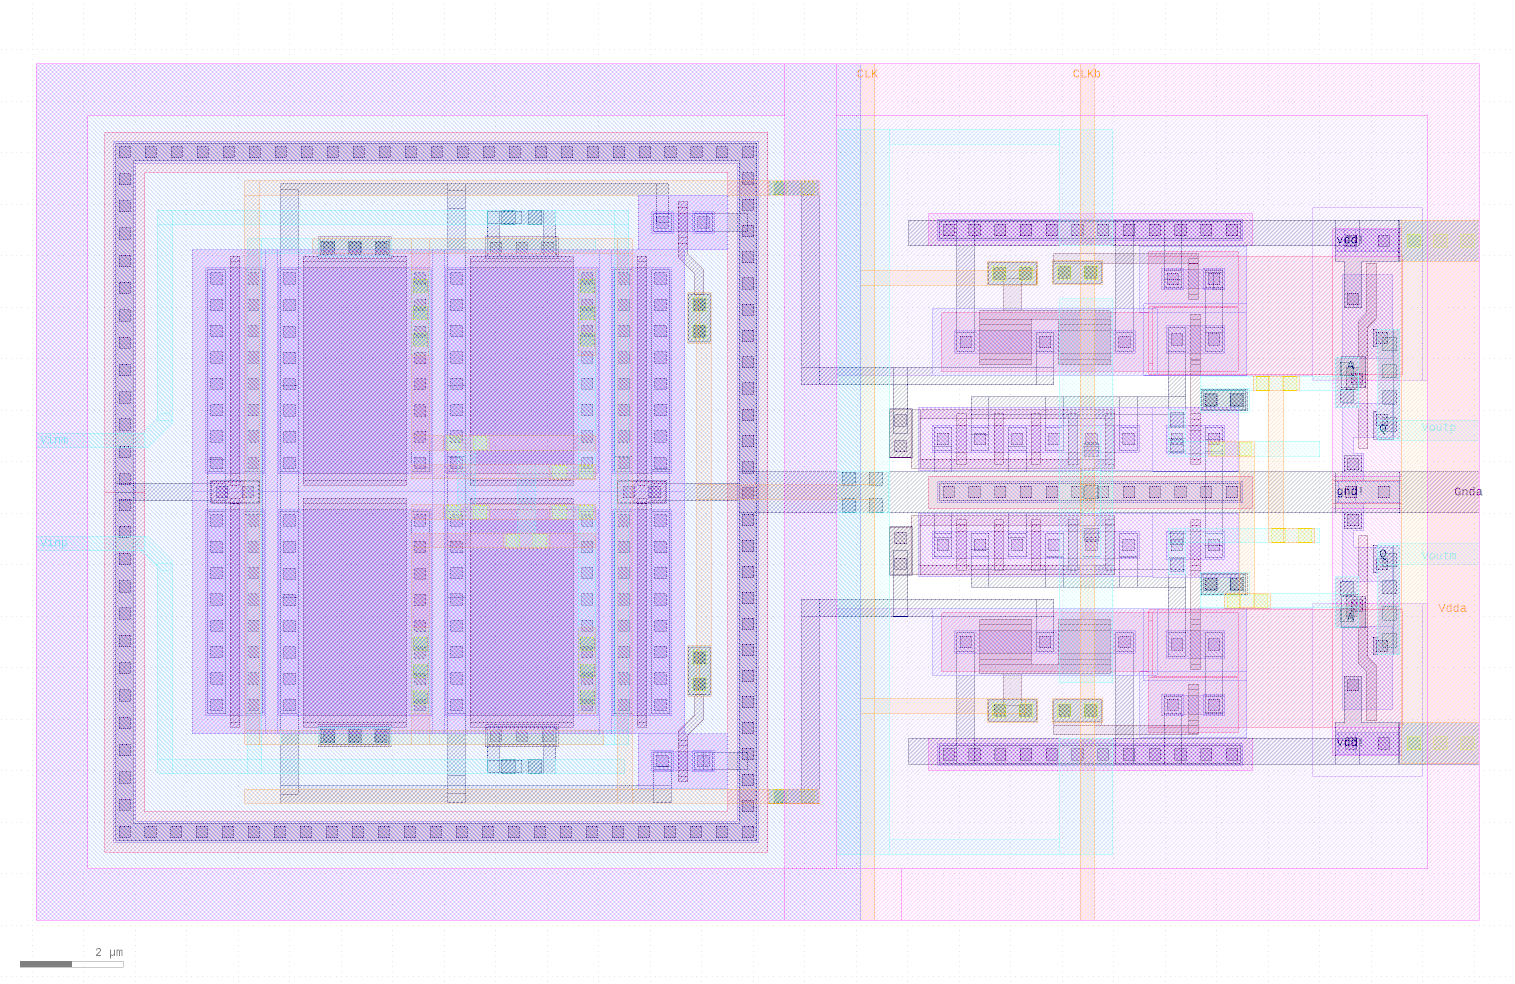 CLK CLKb
vdd
A
Q
Vinm
Voutp
gnd
Gnda
Vinp
Q
Voutm
A
Vdda
vdd
2 µm